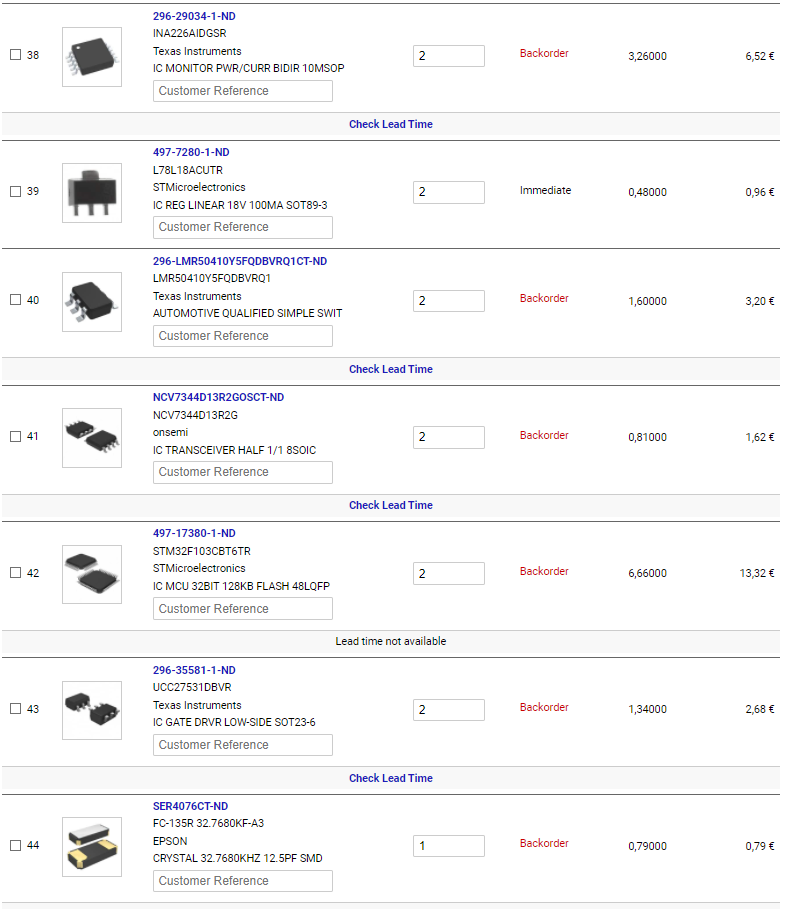 296-29034-1-ND
INA226AIDGSR
38
Texas Instruments
2
Backorder
3,26000
6,52 €
IC MONITOR PWR/CURR BIDIR 10MSOP
Customer Reference
Check Lead Time
497-7280-1-ND
L78L18ACUTR
39
STMicroelectronics
2
Immediate
0,48000
0,96 €
IC REG LINEAR 18V 100MA SOT89-3
Customer Reference
296-LMR50410Y5FQDBVRQ1CT-ND
LMR50410Y5FQDBVRQ1
40
Texas Instruments
2
Backorder
1,60000
3,20 €
AUTOMOTIVE QUALIFIED SIMPLE SWIT
Customer Reference
Check Lead Time
NCV7344D13R2GOSCT-ND
NCV7344D13R2G
41
onsemi
2
Backorder
0,81000
1,62 €
IC TRANSCEIVER HALF 1/1 8SOIC
Customer Reference
Check Lead Time
497-17380-1-ND
STM32F103CBT6TR
42
STMicroelectronics
2
Backorder
6,66000
13,32 €
IC MCU 32BIT 128KB FLASH 48LQFP
Customer Reference
Lead time not available
296-35581-1-ND
UCC27531DBVR
43
Texas Instruments
2
Backorder
1,34000
2,68 €
IC GATE DRVR LOW-SIDE SOT23-6
Customer Reference
Check Lead Time
SER4076CT-ND
FC-135R 32.7680KF-A3
44
EPSON
1
Backorder
0,79000
0,79 €
CRYSTAL 32.7680KHZ 12.5PF SMD
Customer Reference